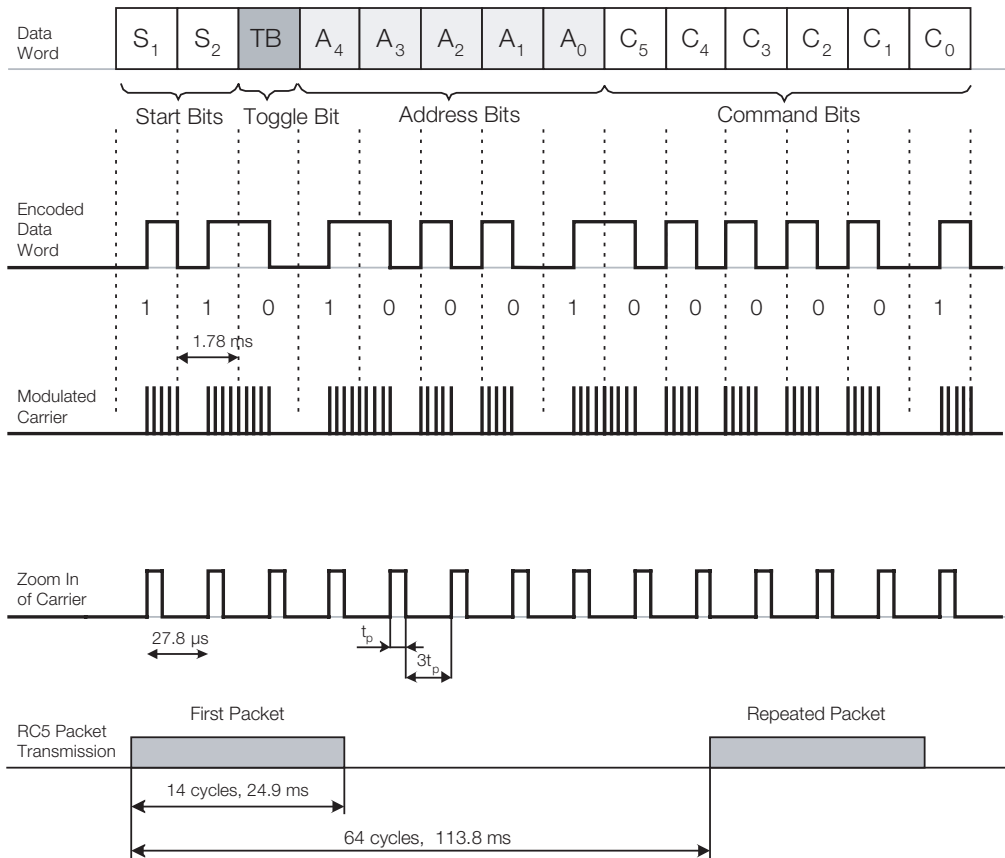 Data
Word
S₁ S₂ TB A₄ A₃ A₂ A₁ A₀ C₅ C₄ C₃ C₂ C₁ C₀
Start Bits Toggle Bit Address Bits Command Bits
Encoded
Data
Word
1 1 0 1 0 0 0 1 0 0 0 0 0 1
1.78 ms
Modulated
Carrier
Zoom In
of Carrier
27.8 µs
tₚ
3tₚ
First Packet Repeated Packet
RC5 Packet
Transmission
14 cycles, 24.9 ms
64 cycles, 113.8 ms